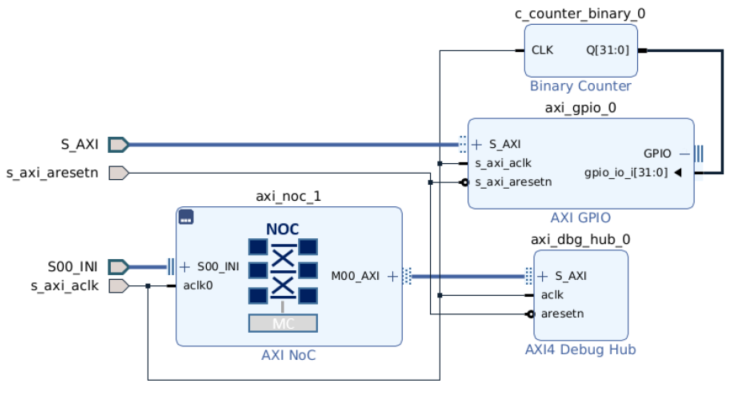 c_counter_binary_0
CLK
Q[31:0]
Binary Counter
axi_gpio_0
S_AXI
+ S_AXI
s_axi_aclk
s_axi_aresetn
GPIO
gpio_io_i[31:0]
s_axi_aresetn
AXI GPIO
axi_noc_1
NOC
S00_INI
+ S00_INI
s_axi_aclk
aclk0
M00_AXI +
MC
AXI NoC
axi_dbg_hub_0
+ S_AXI
aclk
aresetn
AXI4 Debug Hub